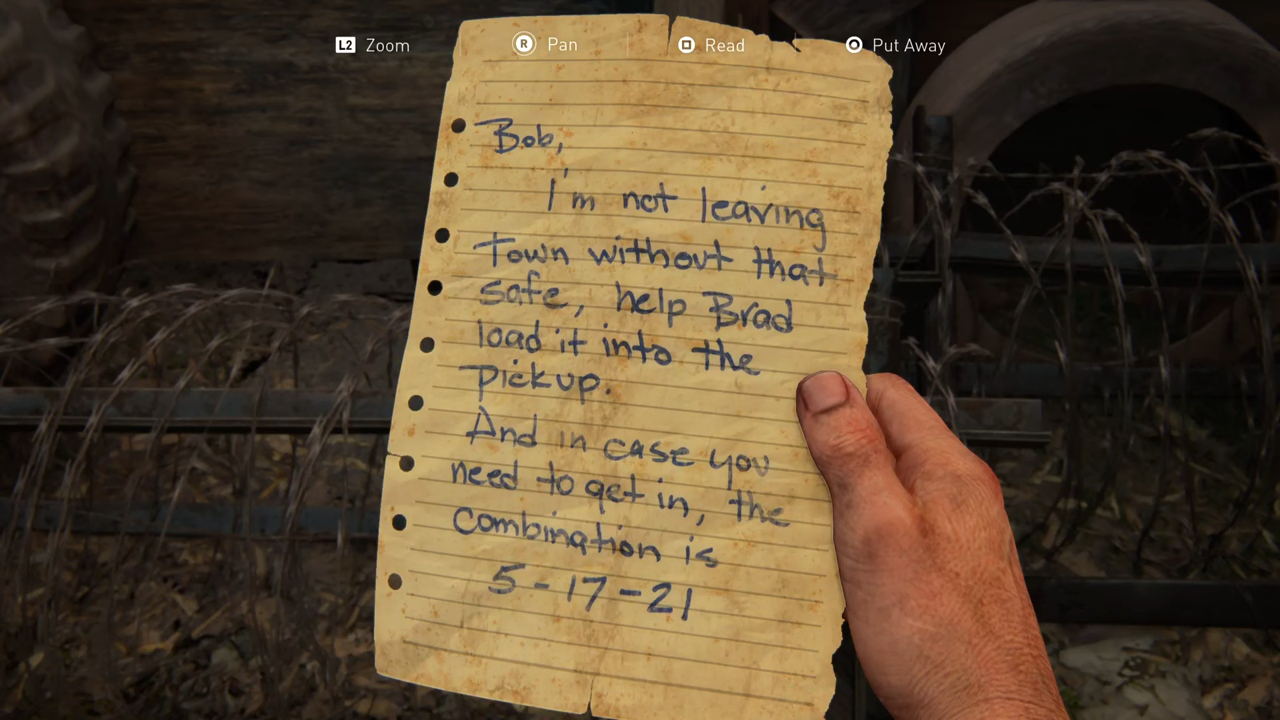 L2 Zoom R Pan Read Put Away
Bob,
I'm not leaving
Town without that
safe, help Brad
load it into the
pickup.
And in case you
need to get in, the
combination is
5-17-21